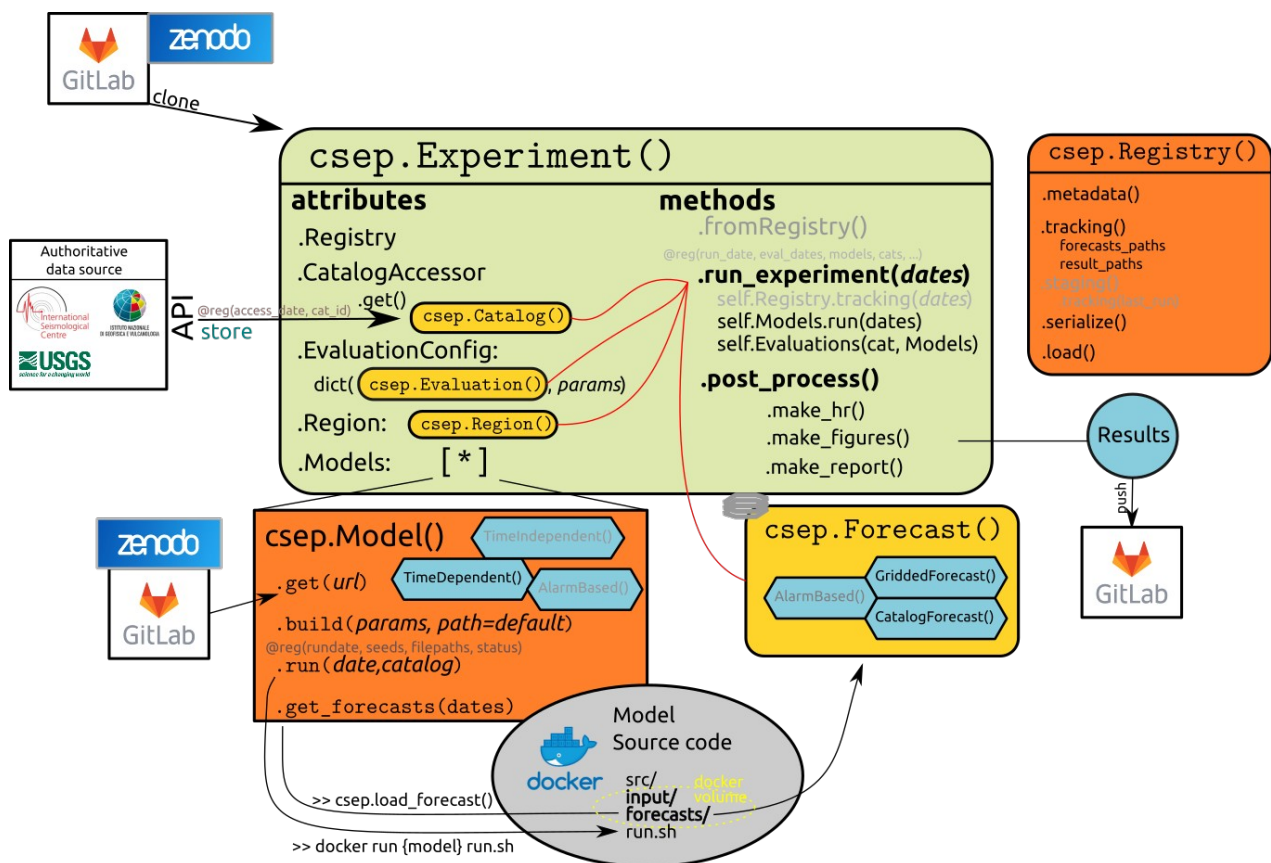 GitLab
zenodo
clone
csep.Experiment()
attributes
.Registry
.CatalogAccessor
.get()
csep.Catalog()
.EvaluationConfig:
dict( csep.Evaluation() , params)
.Region: csep.Region()
.Models: [*]
methods
.fromRegistry()
@reg(run_date, eval_dates, models, cats, ...)
.run_experiment(dates)
self.Registry.tracking(dates)
self.Models.run(dates)
self.Evaluations(cat, Models)
.post_process()
.make_hr()
.make_figures()
.make_report()
csep.Registry()
.metadata()
.tracking()
forecasts_paths
result_paths
.staging()
.serialize()
.load()
Authoritative
data source
International
Seismological
Centre
ISTITUTO NAZIONALE
DI GEOFISICA E VULCANOLOGIA
USGS
science for a changing world
API
@reg(access_date, cat_id)
store
Results
push
GitLab
zenodo
GitLab
csep.Model()
TimeIndependent()
TimeDependent()
AlarmBased()
.get(url)
.build(params, path=default)
@reg(rundate, seeds, filepaths, status)
.run(date,catalog)
.get_forecasts(dates)
csep.Forecast()
AlarmBased()
GriddedForecast()
CatalogForecast()
Model
Source code
docker
src/
input/
forecasts/
run.sh
docker
volume
>> csep.load_forecast()
>> docker run {model} run.sh